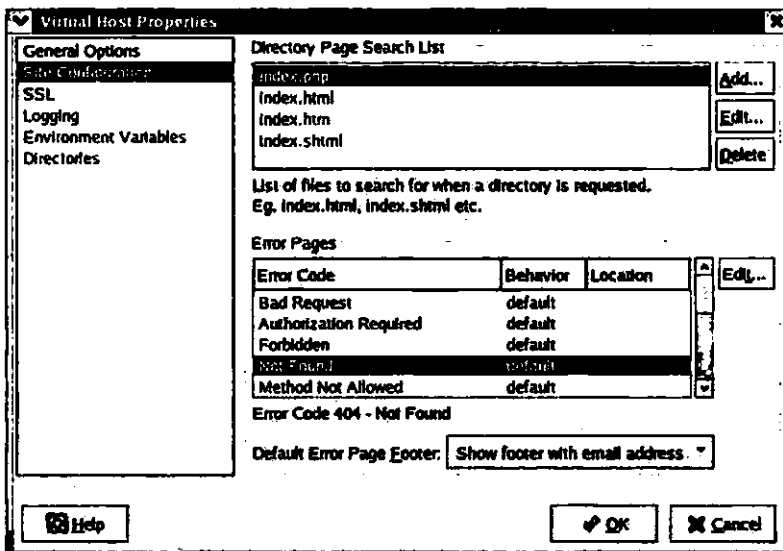 Virtual Host Properties
General Options
Site Configuration
SSL
Logging
Environment Variables
Directories
Directory Page Search List
index.php
index.html
index.htm
index.shtml
Add...
Edit...
Delete
List of files to search for when a directory is requested.
Eg. index.html, index.shtml etc.
Error Pages
Error Code Behavior Location
Bad Request default
Authorization Required default
Forbidden default
Not Found default
Method Not Allowed default
Edit...
Error Code 404 - Not Found
Default Error Page Footer: Show footer with email address
Help
OK
Cancel